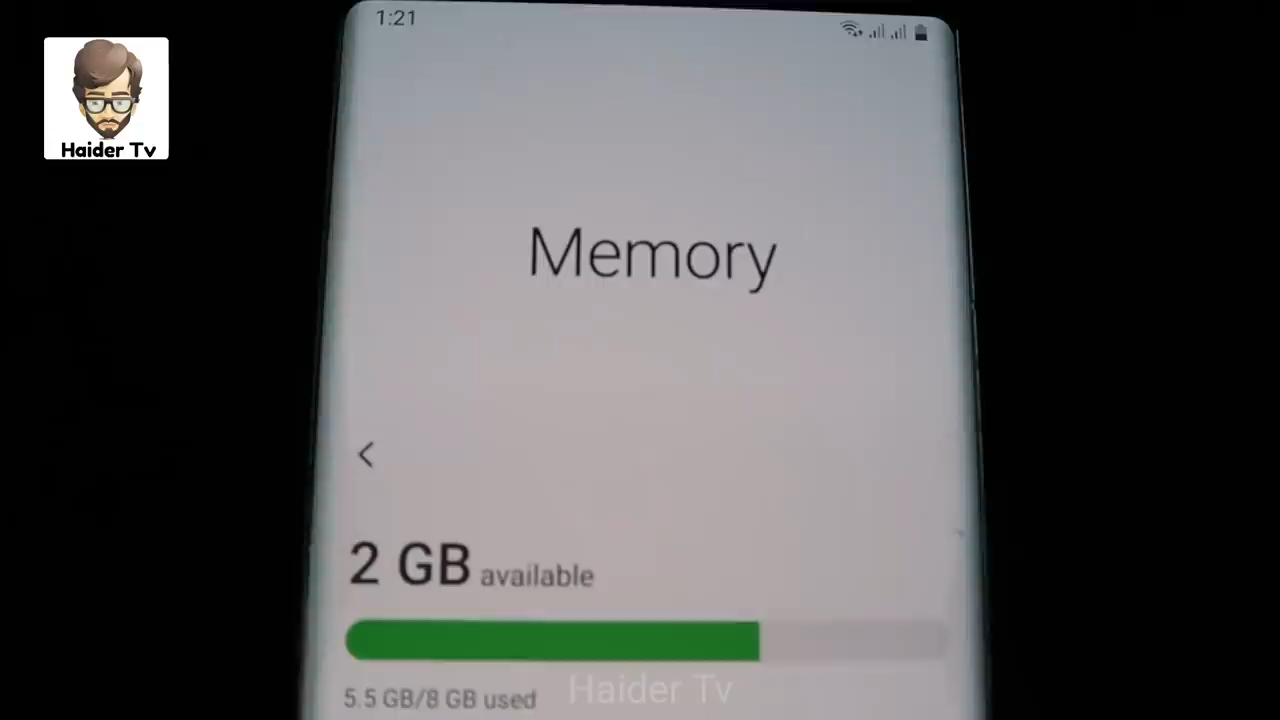 1:21
Haider Tv
Memory
2 GB available
5.5 GB/8 GB used
Haider Tv